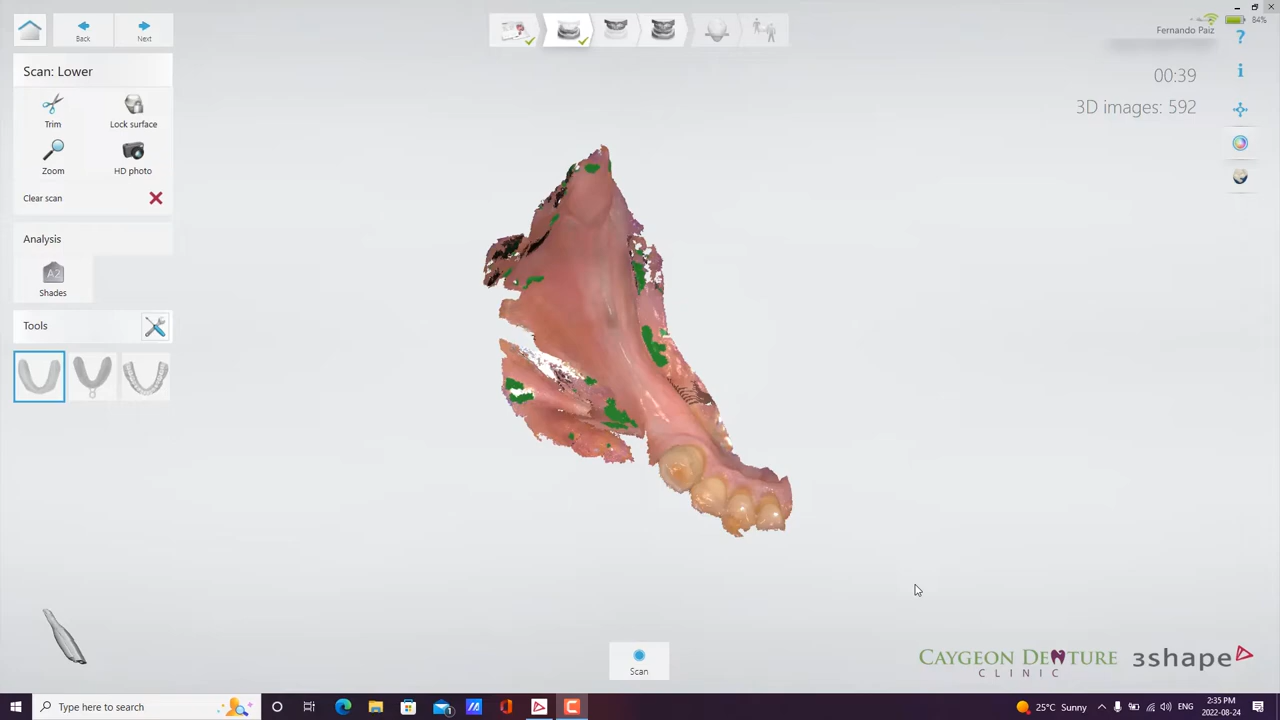 Back
Next
84%
Fernando Paiz
Scan: Lower
00:39
3D images: 592
Trim
Lock surface
Zoom
HD photo
Clear scan
Analysis
A2
Shades
Tools
Scan
CAYGEON DENTURE
CLINIC
3shape
Type here to search
25°C Sunny
ENG
2:35 PM
2022-08-24